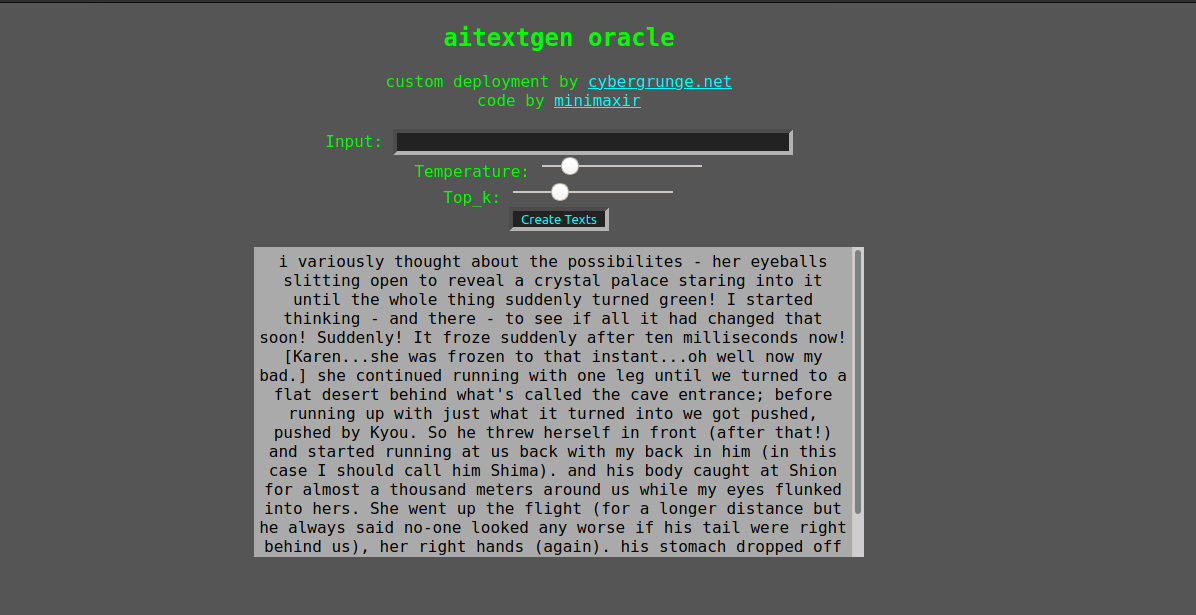 aitextgen oracle
custom deployment by cybergrunge.net
code by minimaxir
Input:
Temperature:
Top_k:
Create Texts
i variously thought about the possibilites - her eyeballs
slitting open to reveal a crystal palace staring into it
until the whole thing suddenly turned green! I started
thinking - and there - to see if all it had changed that
soon! Suddenly! It froze suddenly after ten milliseconds now!
[Karen...she was frozen to that instant...oh well now my
bad.] she continued running with one leg until we turned to a
flat desert behind what's called the cave entrance; before
running up with just what it turned into we got pushed,
pushed by Kyou. So he threw herself in front (after that!)
and started running at us back with my back in him (in this
case I should call him Shima). and his body caught at Shion
for almost a thousand meters around us while my eyes flunked
into hers. She went up the flight (for a longer distance but
he always said no-one looked any worse if his tail were right
behind us), her right hands (again). his stomach dropped off